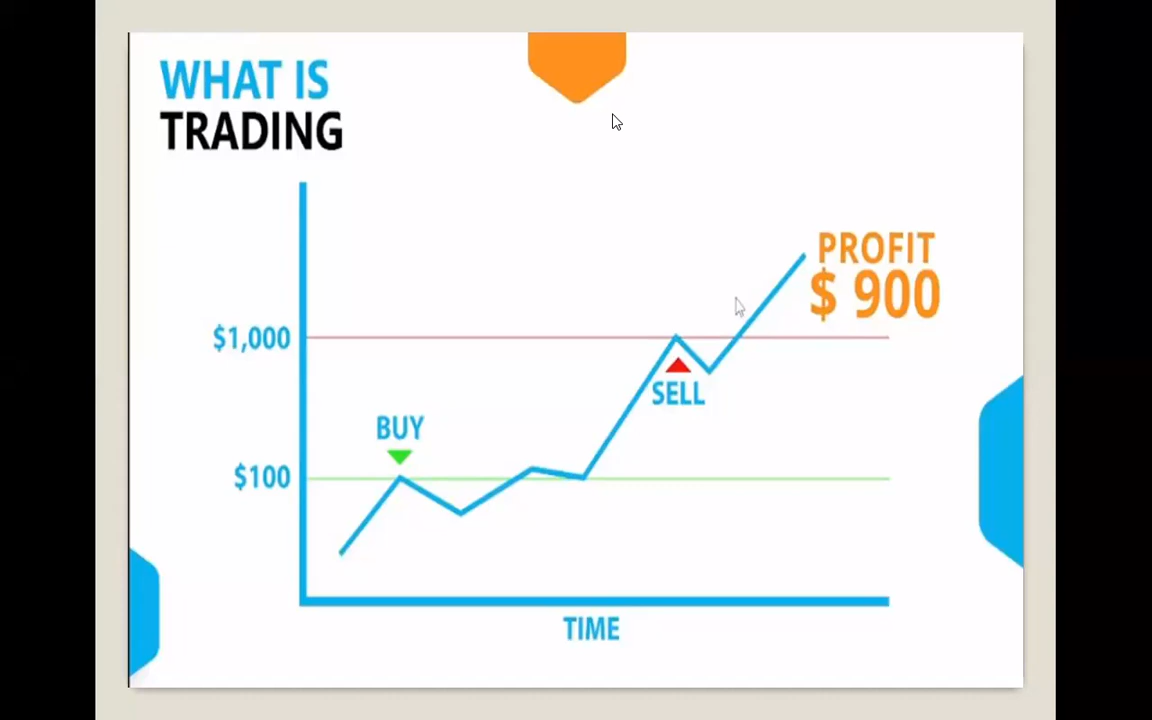 WHAT IS
TRADING
PROFIT
$ 900
$1,000
SELL
BUY
$100
TIME